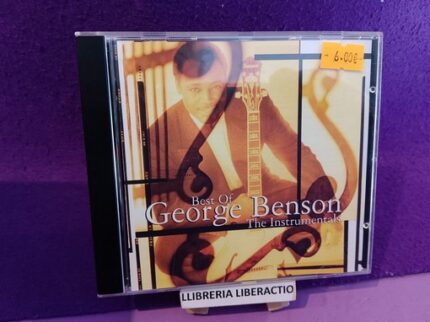 6.00€
Best Of
George Benson
The Instrumentals
LLIBRERIA LIBERACTIO